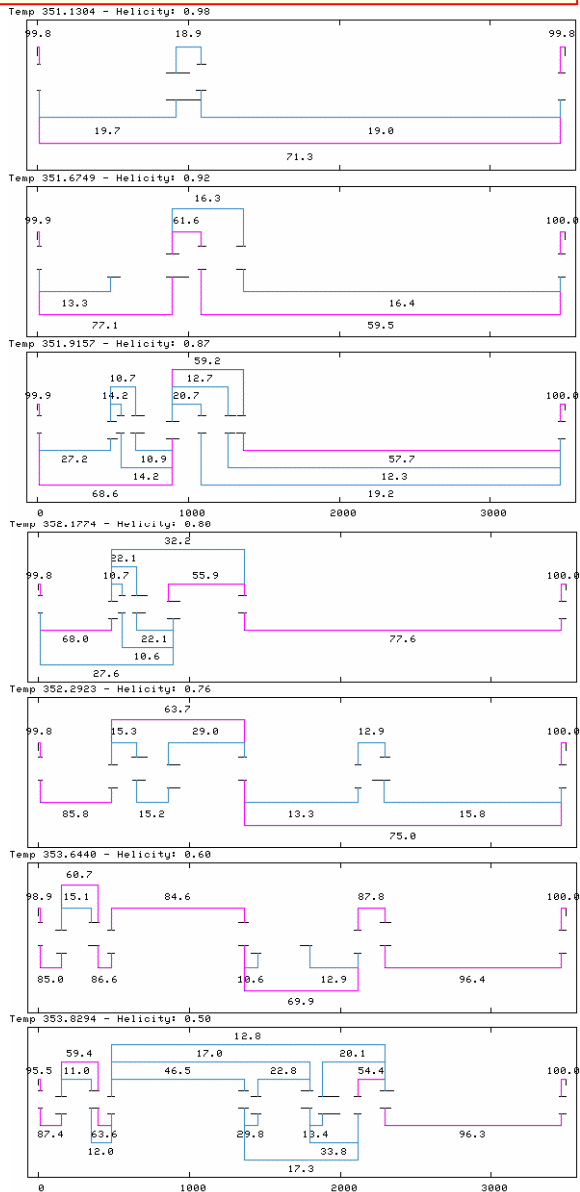 Temp 351.1304 - Helicity: 0.98
99.8 18.9 99.8
19.7 19.0
71.3
Temp 351.6749 - Helicity: 0.92
16.3
99.9 61.6 100.0
13.3 16.4
77.1 59.5
Temp 351.9157 - Helicity: 0.87
59.2
10.7 12.7
99.9 14.2 20.7 100.0
27.2 10.9 57.7
14.2 12.3
68.6 19.2
0 1000 2000 3000
Temp 352.1774 - Helicity: 0.80
32.2
22.1
99.8 10.7 55.9 100.0
68.0 22.1 77.6
10.6
27.6
Temp 352.2923 - Helicity: 0.76
63.7
99.8 15.3 29.0 12.9 100.0
85.8 15.2 13.3 15.8
75.0
Temp 353.6440 - Helicity: 0.60
60.7
98.9 15.1 84.6 87.8 100.0
85.0 86.6 10.6 12.9 96.4
69.9
Temp 353.8294 - Helicity: 0.50
12.8
59.4 17.0 20.1
95.5 11.0 46.5 22.8 54.4 100.0
87.4 63.6 29.8 13.4 96.3
12.0 33.8
17.3
0 1000 2000 3000